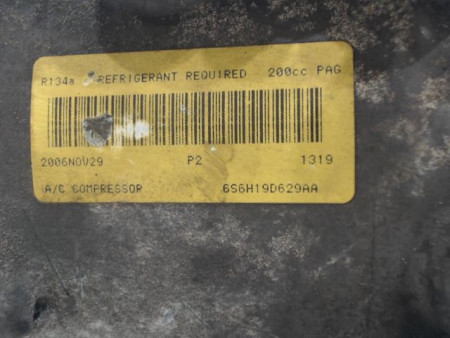 R134a REFRIGERANT REQUIRED 200cc PAG
2006NOV29 P2 1319
A/C COMPRESSOR 6S6H19D629AA